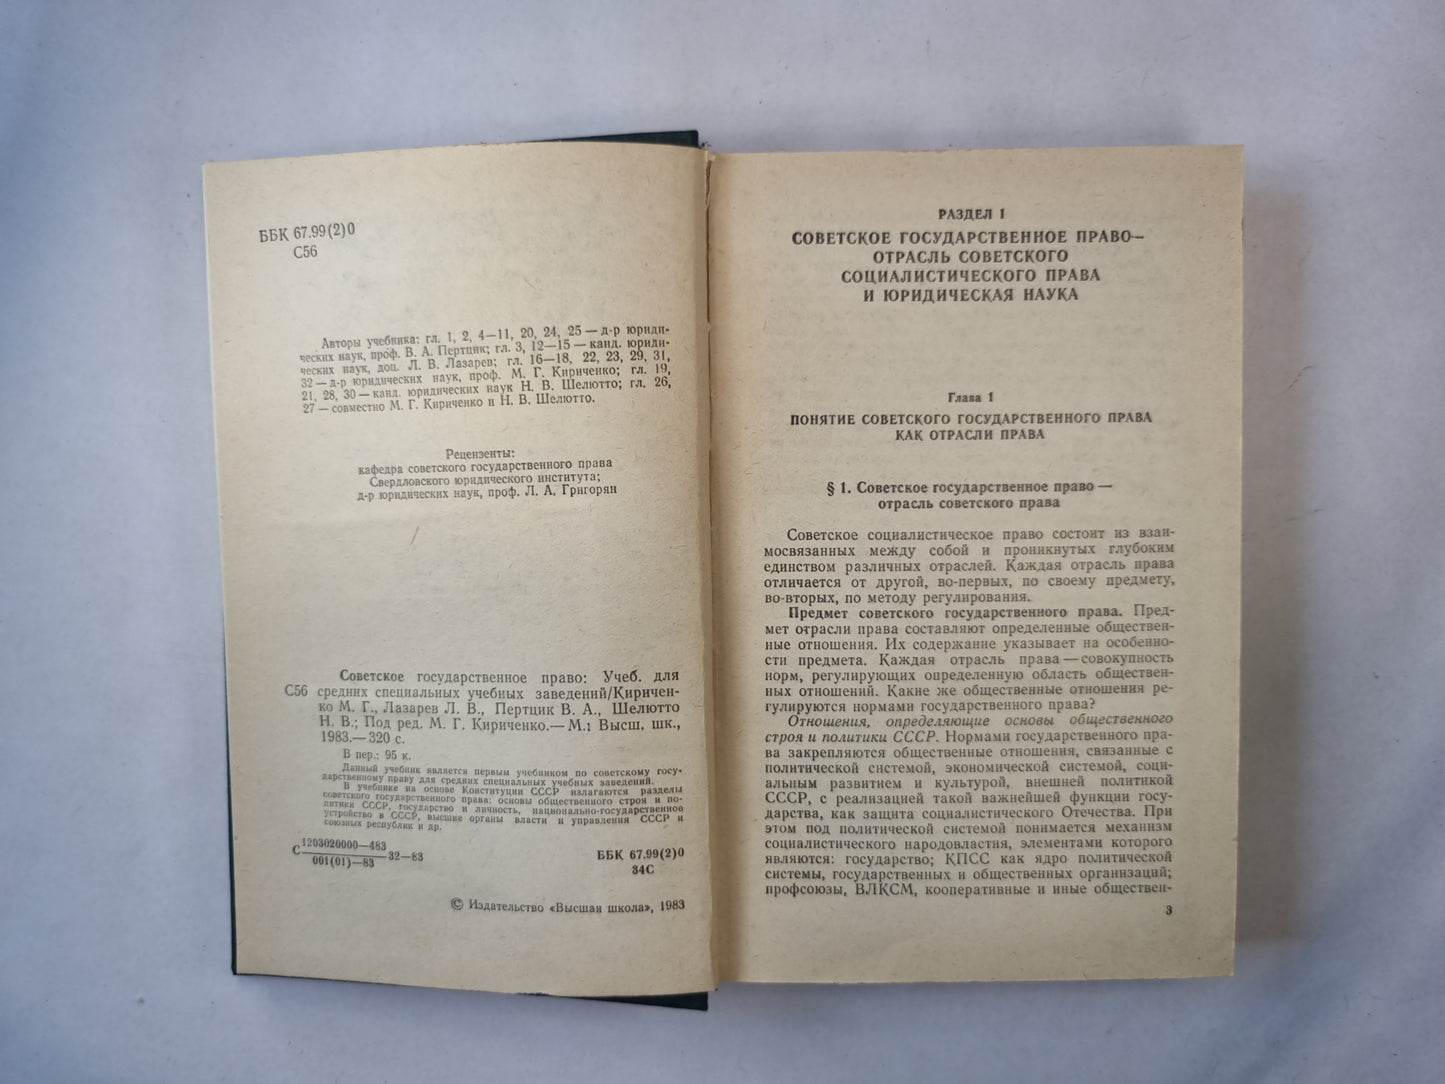 ББК 67.99(2)0
С56
Авторы учебника: гл. 1, 2, 4—11, 20, 24, 25 — д-р юриди-
ческих наук, проф. В. А. Пертцик; гл. 3, 12—15 — канд. юриди-
ческих наук, доц. Л. В. Лазарев; гл. 16—18, 22, 23, 29, 31,
32 — д-р юридических наук, проф. М. Г. Кириченко; гл. 19,
21, 28, 30 — канд. юридических наук Н. В. Шелютто; гл. 26,
27 — совместно М. Г. Кириченко и Н. В. Шелютто.
Рецензенты:
кафедра советского государственного права
Свердловского юридического института;
д-р юридических наук, проф. Л. А. Григорян
Советское государственное право: Учеб. для
С56 средних специальных учебных заведений/Киричен-
ко М. Г., Лазарев Л. В., Пертцик В. А., Шелютто
Н. В.; Под ред. М. Г. Кириченко.— М.: Высш. шк.,
1983.— 320 с.
В пер.: 95 к.
Данный учебник является первым учебником по советскому госу-
дарственному праву для средних специальных учебных заведений.
В учебнике на основе Конституции СССР излагаются разделы
советского государственного права: основы общественного строя и по-
литики СССР, государство и личность, национально-государственное
устройство в СССР, высшие органы власти и управления СССР и
союзных республик и др.
С 1203020000—483
001(01)—83 32—83
ББК 67.99(2)0
34С
© Издательство «Высшая школа», 1983
РАЗДЕЛ I
СОВЕТСКОЕ ГОСУДАРСТВЕННОЕ ПРАВО—
ОТРАСЛЬ СОВЕТСКОГО
СОЦИАЛИСТИЧЕСКОГО ПРАВА
И ЮРИДИЧЕСКАЯ НАУКА
Глава 1
ПОНЯТИЕ СОВЕТСКОГО ГОСУДАРСТВЕННОГО ПРАВА
КАК ОТРАСЛИ ПРАВА
§ 1. Советское государственное право —
отрасль советского права
Советское социалистическое право состоит из взаи-
мосвязанных между собой и проникнутых глубоким
единством различных отраслей. Каждая отрасль права
отличается от другой, во-первых, по своему предмету,
во-вторых, по методу регулирования.
Предмет советского государственного права. Пред-
мет отрасли права составляют определенные обществен-
ные отношения. Их содержание указывает на особенно-
сти предмета. Каждая отрасль права — совокупность
норм, регулирующих определенную область обществен-
ных отношений. Какие же общественные отношения ре-
гулируются нормами государственного права?
Отношения, определяющие основы общественного
строя и политики СССР. Нормами государственного пра-
ва закрепляются общественные отношения, связанные с
политической системой, экономической системой, соци-
альным развитием и культурой, внешней политикой
СССР, с реализацией такой важнейшей функции госу-
дарства, как защита социалистического Отечества. При
этом под политической системой понимается механизм
социалистического народовластия, элементами которого
являются: государство; КПСС как ядро политической
системы, государственных и общественных организаций;
профсоюзы, ВЛКСМ, кооперативные и иные обществен-
3